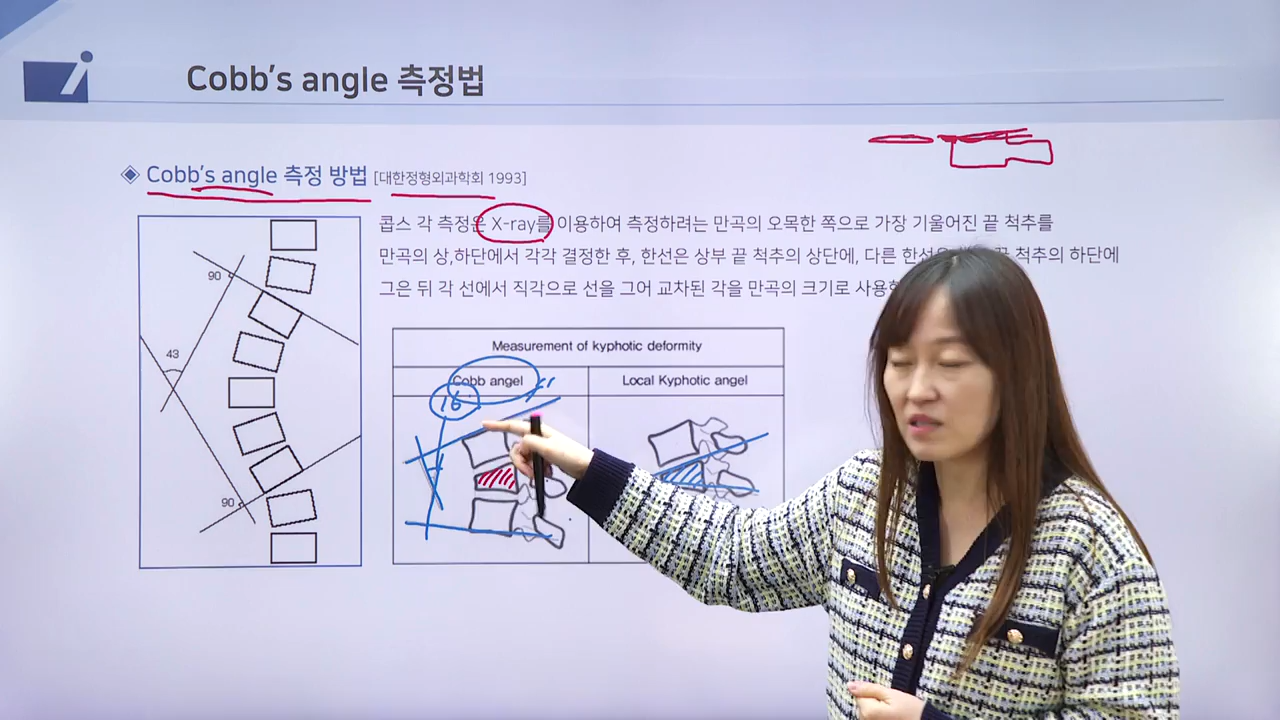 Cobb's angle 측정법
◈ Cobb's angle 측정 방법 [대한정형외과학회 1993]
콥스 각 측정은 X-ray를 이용하여 측정하려는 만곡의 오목한 쪽으로 가장 기울어진 끝 척추를
만곡의 상,하단에서 각각 결정한 후, 한선은 상부 끝 척추의 상단에, 다른 한선은 끝 척추의 하단에
그은 뒤 각 선에서 직각으로 선을 그어 교차된 각을 만곡의 크기로
90
43
90
Measurement of kyphotic deformity
Cobb angel
Local Kyphotic angel
16